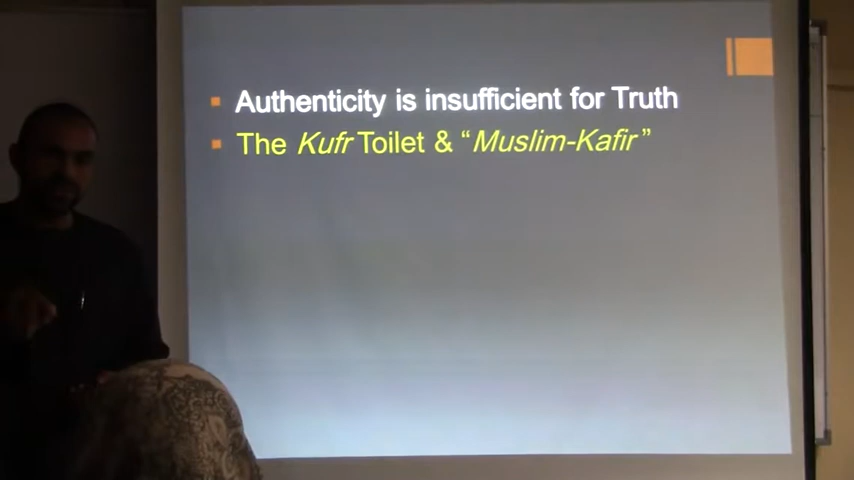 Authenticity is insufficient for Truth
The Kufr Toilet & “Muslim-Kafir”